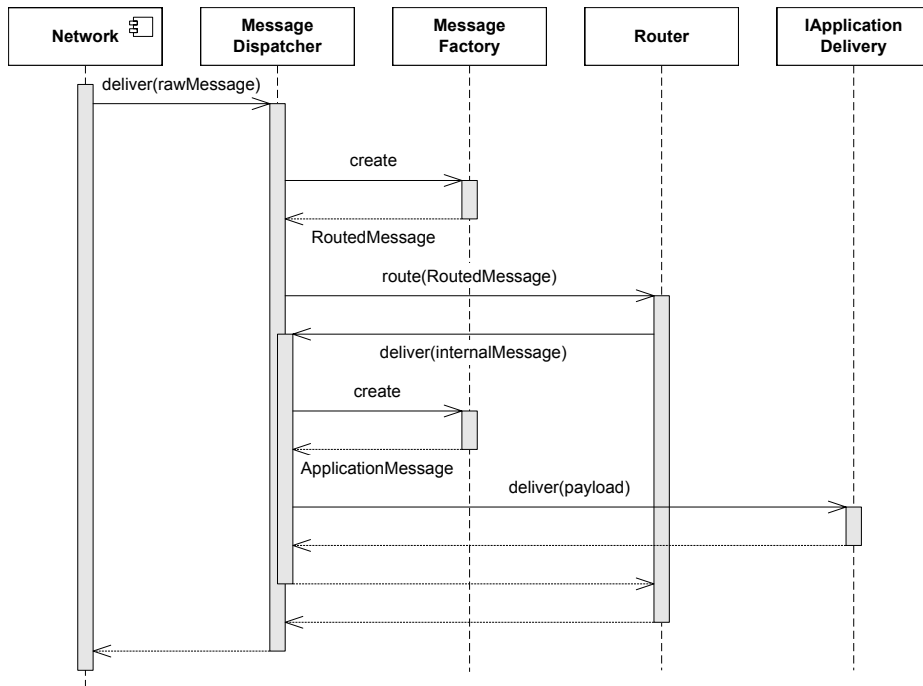 Network
Message
Dispatcher
Message
Factory
Router
IApplication
Delivery
deliver(rawMessage)
create
RoutedMessage
route(RoutedMessage)
deliver(internalMessage)
create
ApplicationMessage
deliver(payload)